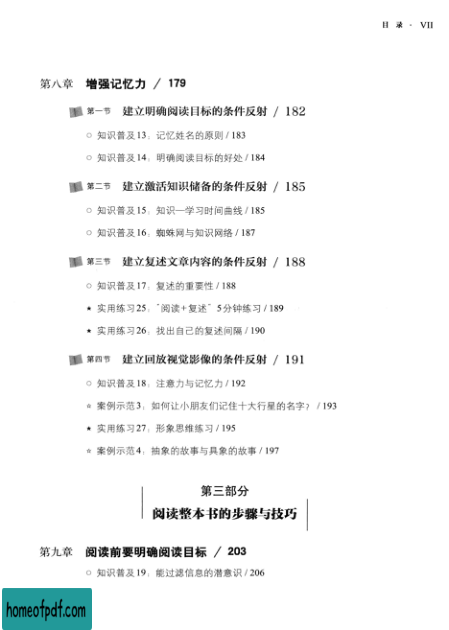 目 录 · VII
第八章 增强记忆力 / 179
第一节 建立明确阅读目标的条件反射 / 182
○ 知识普及13：记忆姓名的原则 / 183
○ 知识普及14：明确阅读目标的好处 / 184
第二节 建立激活知识储备的条件反射 / 185
○ 知识普及15：知识—学习时间曲线 / 185
○ 知识普及16：蜘蛛网与知识网络 / 187
第三节 建立复述文章内容的条件反射 / 188
○ 知识普及17：复述的重要性 / 188
★ 实用练习25：“阅读+复述”5分钟练习 / 189
★ 实用练习26：找出自己的复述间隔 / 190
第四节 建立回放视觉影像的条件反射 / 191
○ 知识普及18：注意力与记忆力 / 192
☆ 案例示范3：如何让小朋友们记住十大行星的名字？ / 193
★ 实用练习27：形象思维练习 / 195
☆ 案例示范4：抽象的故事与具象的故事 / 197
第三部分
阅读整本书的步骤与技巧
第九章 阅读前要明确阅读目标 / 203
○ 知识普及19：能过滤信息的潜意识 / 206
homeofpdf.com